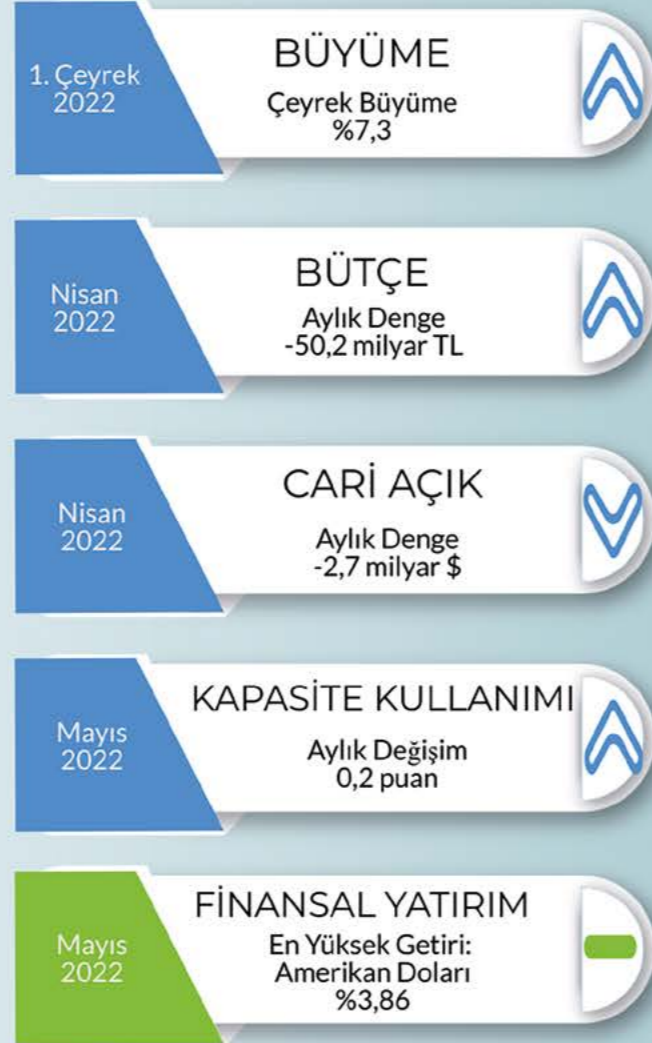 1. Çeyrek
2022
BÜYÜME
Çeyrek Büyüme
%7,3
Nisan
2022
BÜTÇE
Aylık Denge
-50,2 milyar TL
Nisan
2022
CARİ AÇIK
Aylık Denge
-2,7 milyar $
Mayıs
2022
KAPASİTE KULLANIMI
Aylık Değişim
0,2 puan
Mayıs
2022
FİNANSAL YATIRIM
En Yüksek Getiri:
Amerikan Doları
%3,86